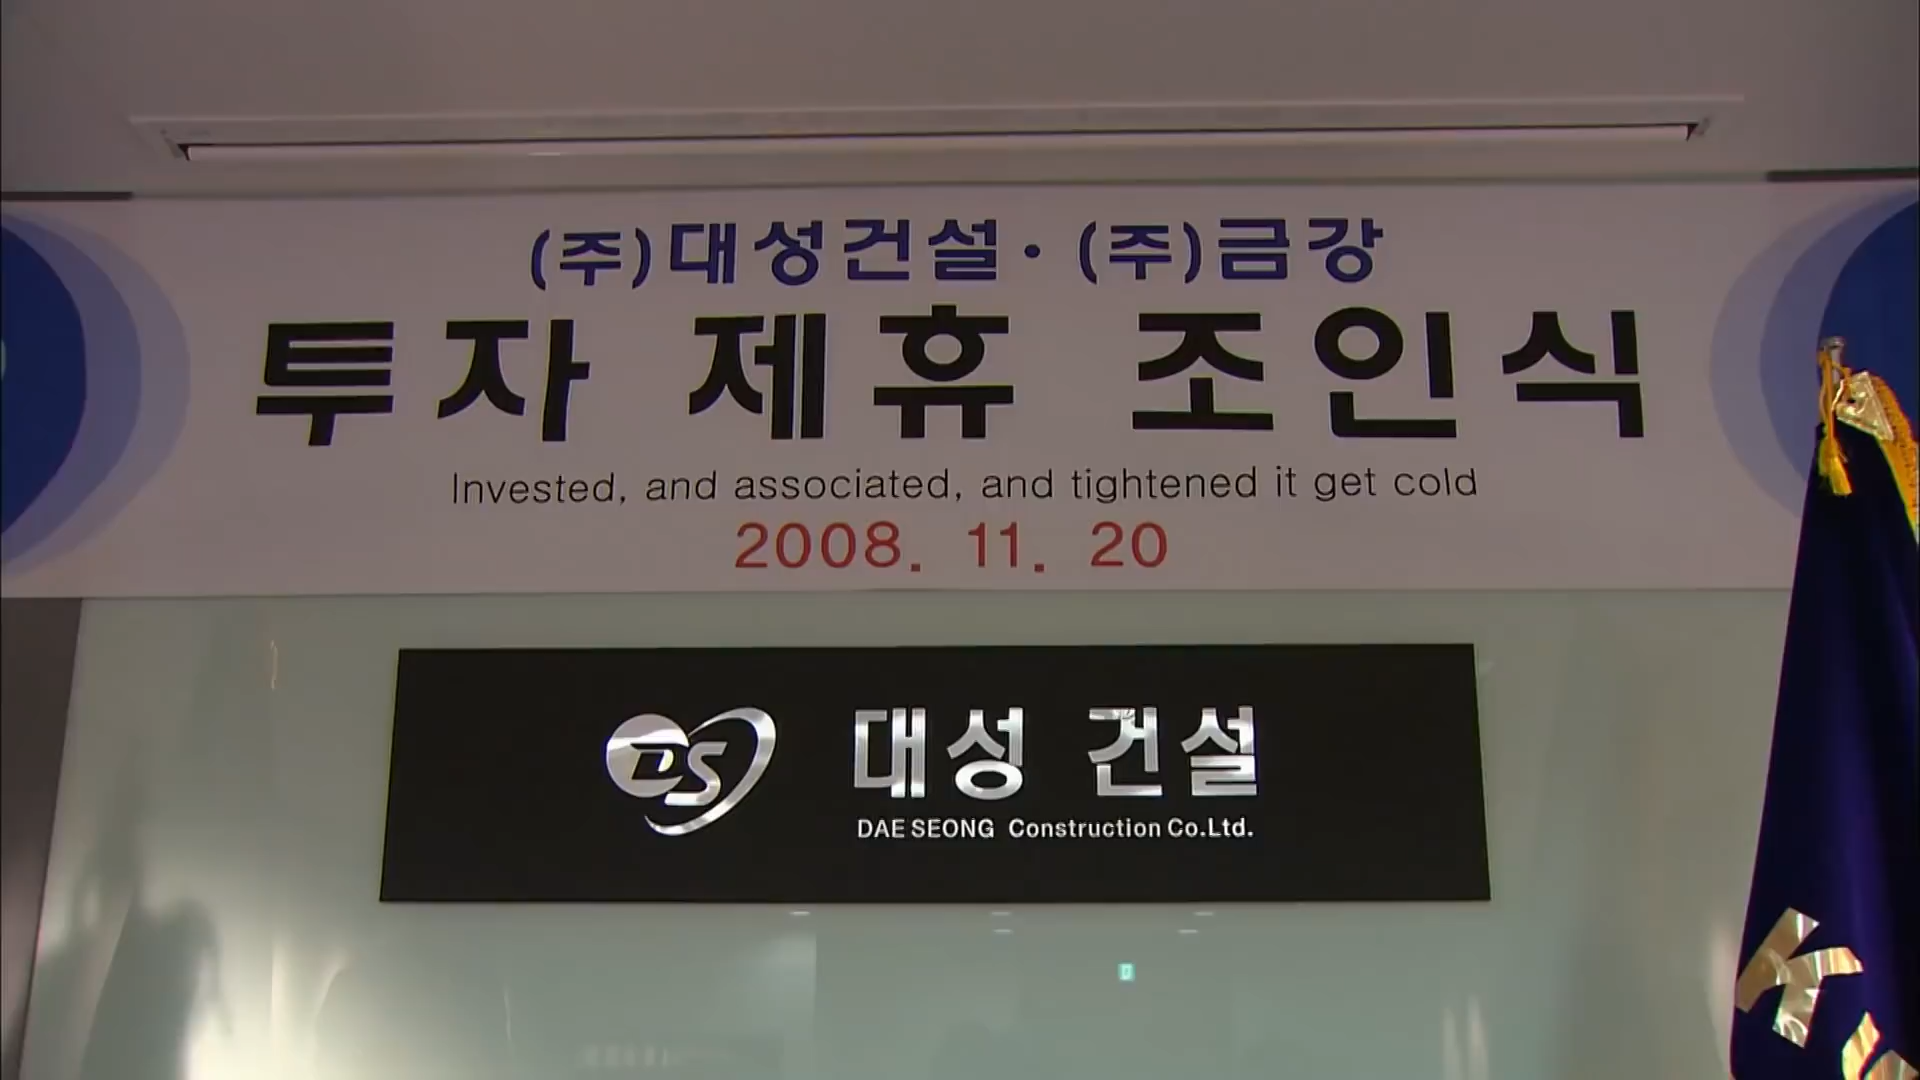 (주)대성건설·(주)금강
투자 제휴 조인식
Invested, and associated, and tightened it get cold
2008. 11. 20
DS 대성 건설
DAE SEONG Construction Co.Ltd.
K